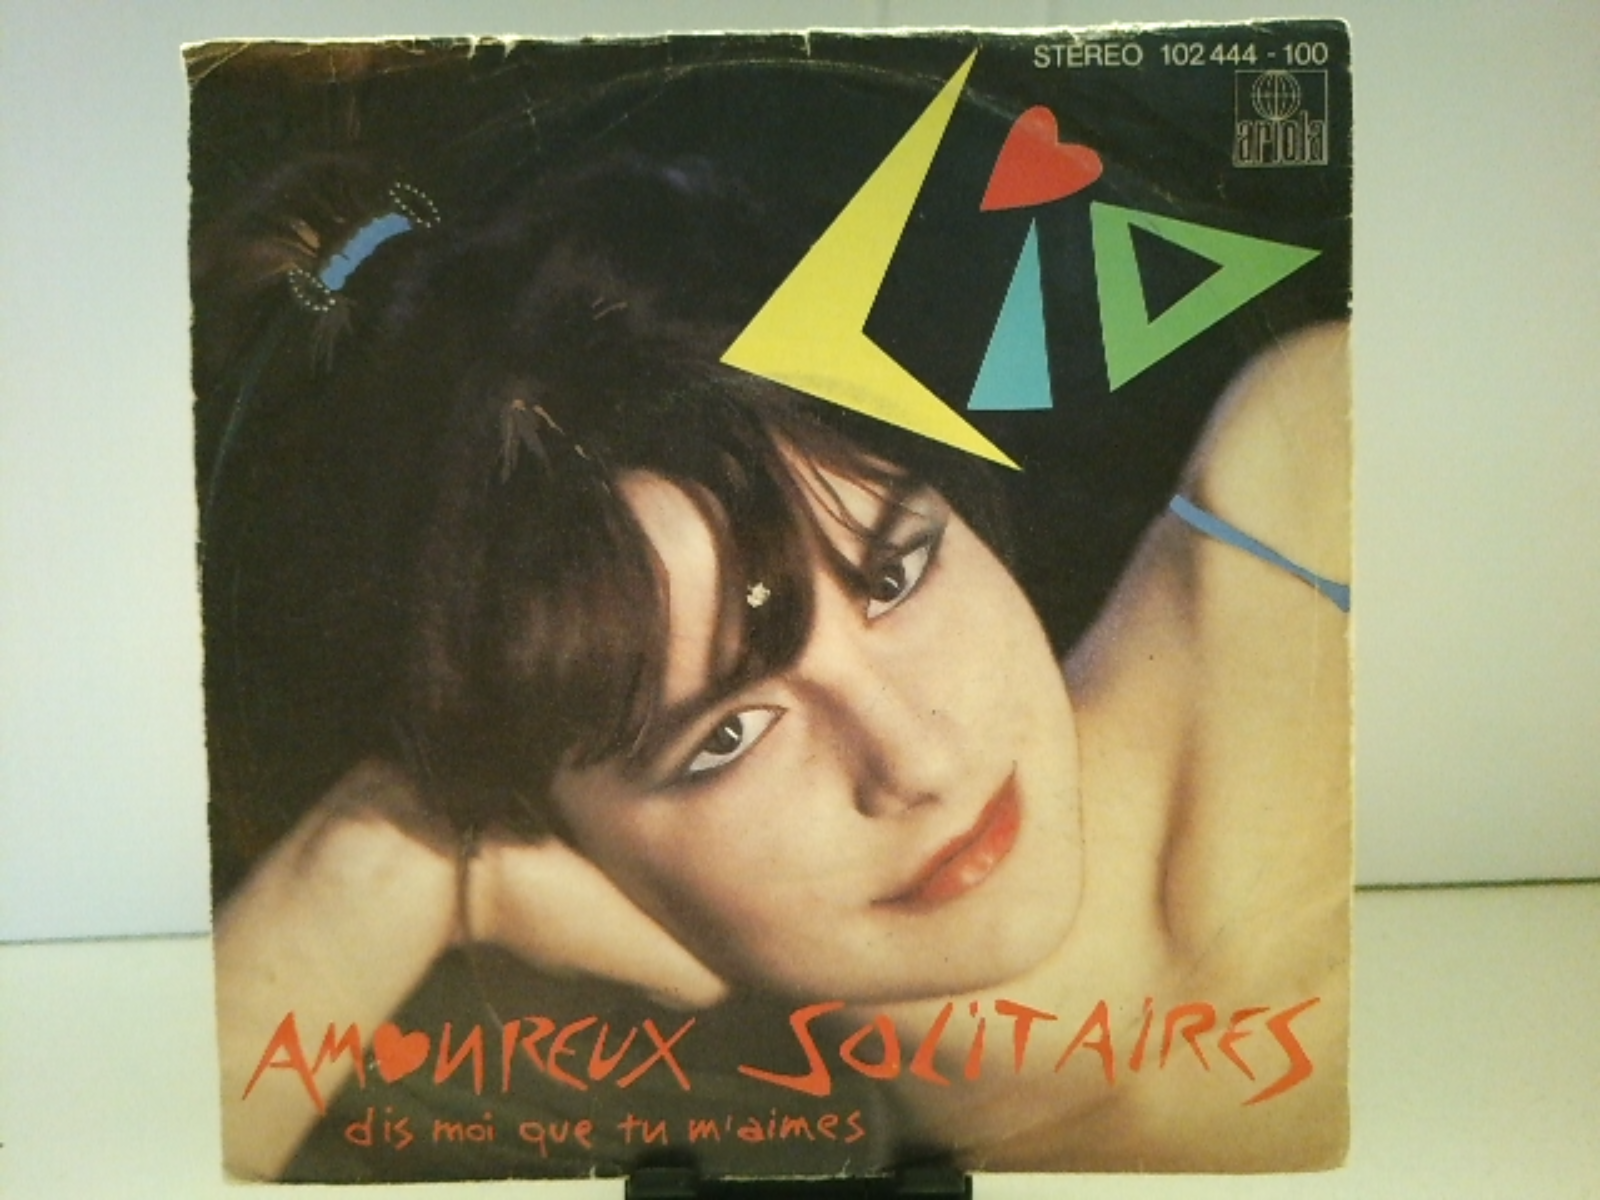 STEREO 102 444 - 100
ariola
LiO
AMOUREUX SOLiTAiRES
dis moi que tu m'aimes